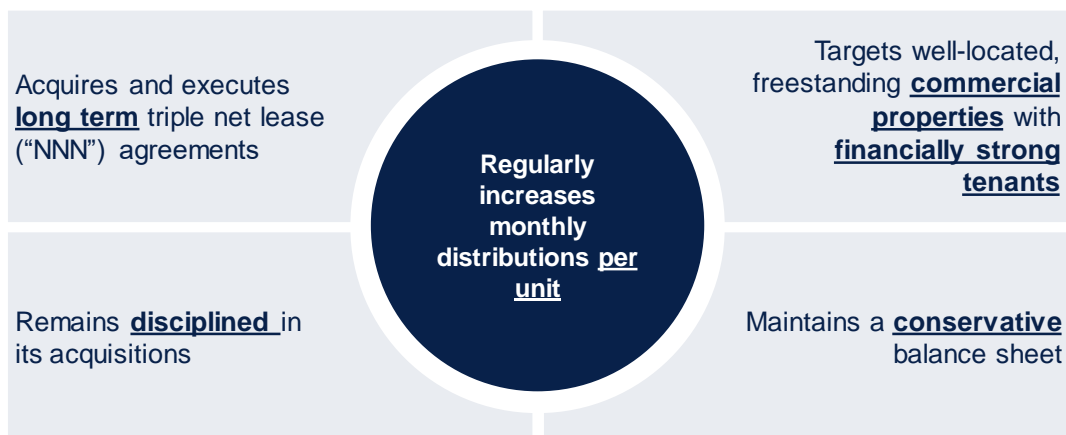 Acquires and executes
long term triple net lease
(“NNN”) agreements
Targets well-located,
freestanding commercial
properties with
financially strong
tenants
Regularly
increases
monthly
distributions per
unit
Remains disciplined in
its acquisitions
Maintains a conservative
balance sheet